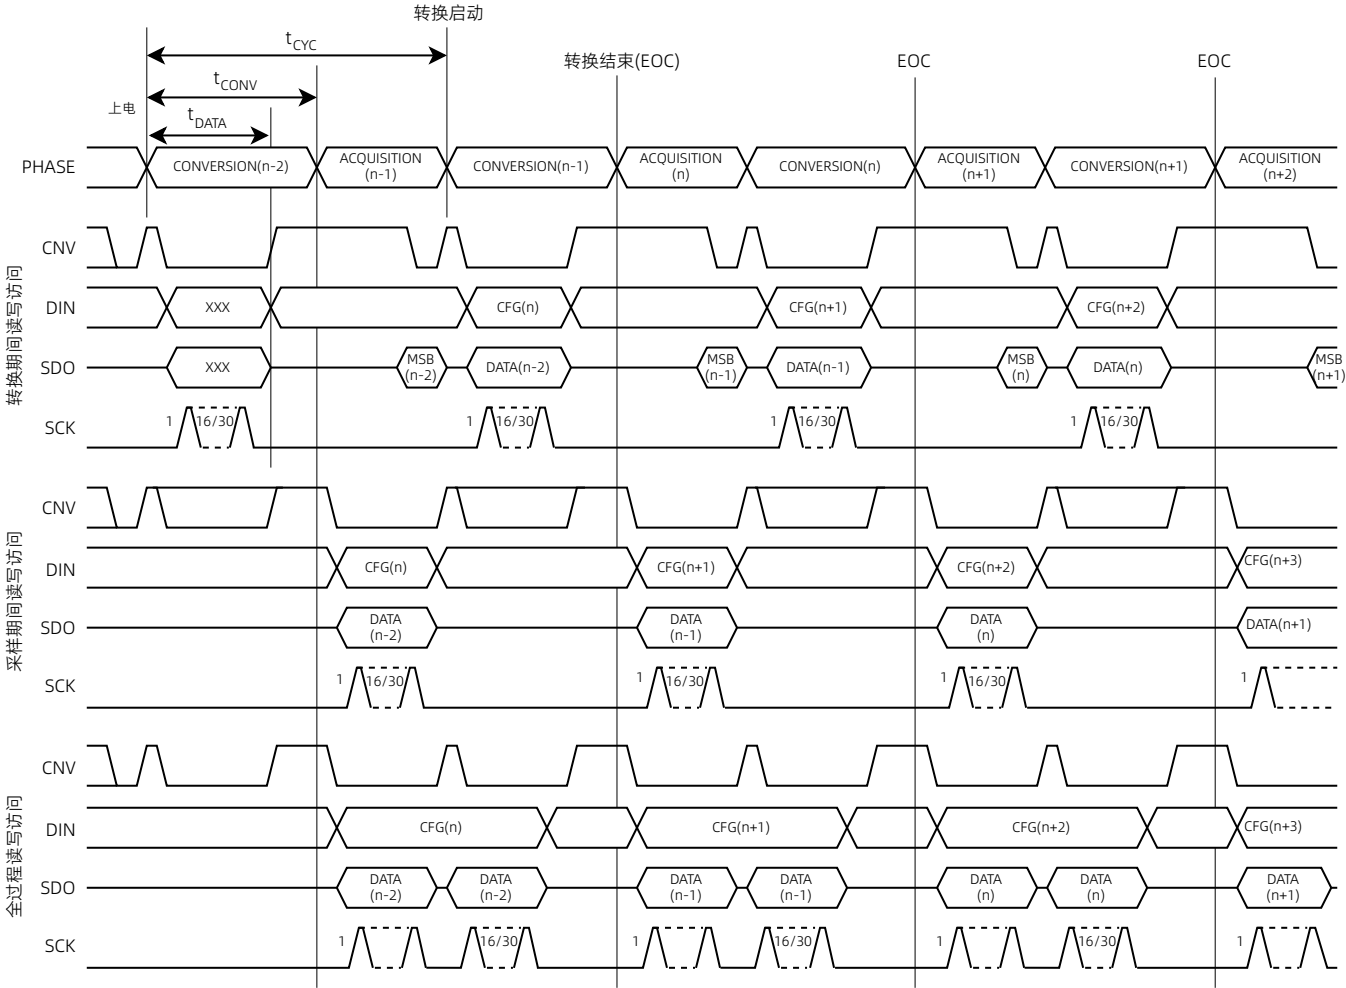 转换启动
tCYC
转换结束(EOC)
EOC
EOC
tCONV
上电
tDATA
PHASE
CONVERSION(n-2)
ACQUISITION
(n-1)
CONVERSION(n-1)
ACQUISITION
(n)
CONVERSION(n)
ACQUISITION
(n+1)
CONVERSION(n+1)
ACQUISITION
(n+2)
转换期间读写访问
CNV
DIN
XXX
CFG(n)
CFG(n+1)
CFG(n+2)
SDO
XXX
MSB
(n-2)
DATA(n-2)
MSB
(n-1)
DATA(n-1)
MSB
(n)
DATA(n)
MSB
(n+1)
SCK
1
16/30
1
16/30
1
16/30
1
16/30
采样期间读写访问
CNV
DIN
CFG(n)
CFG(n+1)
CFG(n+2)
CFG(n+3)
SDO
DATA
(n-2)
DATA
(n-1)
DATA
(n)
DATA(n+1)
SCK
1
16/30
1
16/30
1
16/30
1
全过程读写访问
CNV
DIN
CFG(n)
CFG(n+1)
CFG(n+2)
CFG(n+3)
SDO
DATA
(n-2)
DATA
(n-2)
DATA
(n-1)
DATA
(n-1)
DATA
(n)
DATA
(n)
DATA
(n+1)
SCK
1
16/30
1
16/30
1
16/30
1